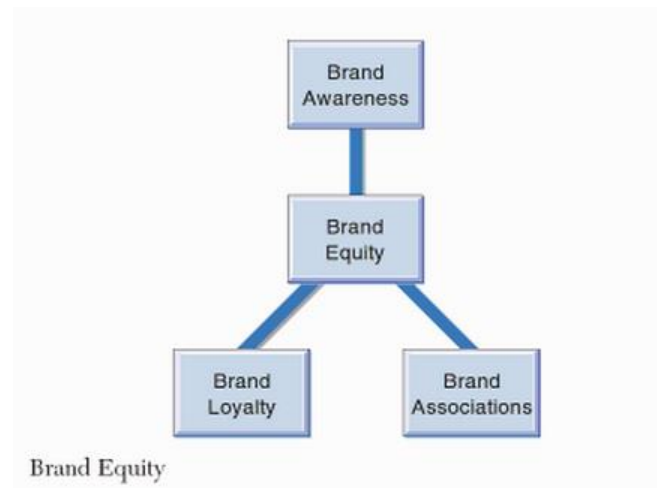 Brand
Awareness
Brand
Equity
Brand
Loyalty
Brand
Associations
Brand Equity